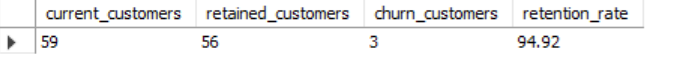 current_customers retained_customers churn_customers retention_rate
59 56 3 94.92